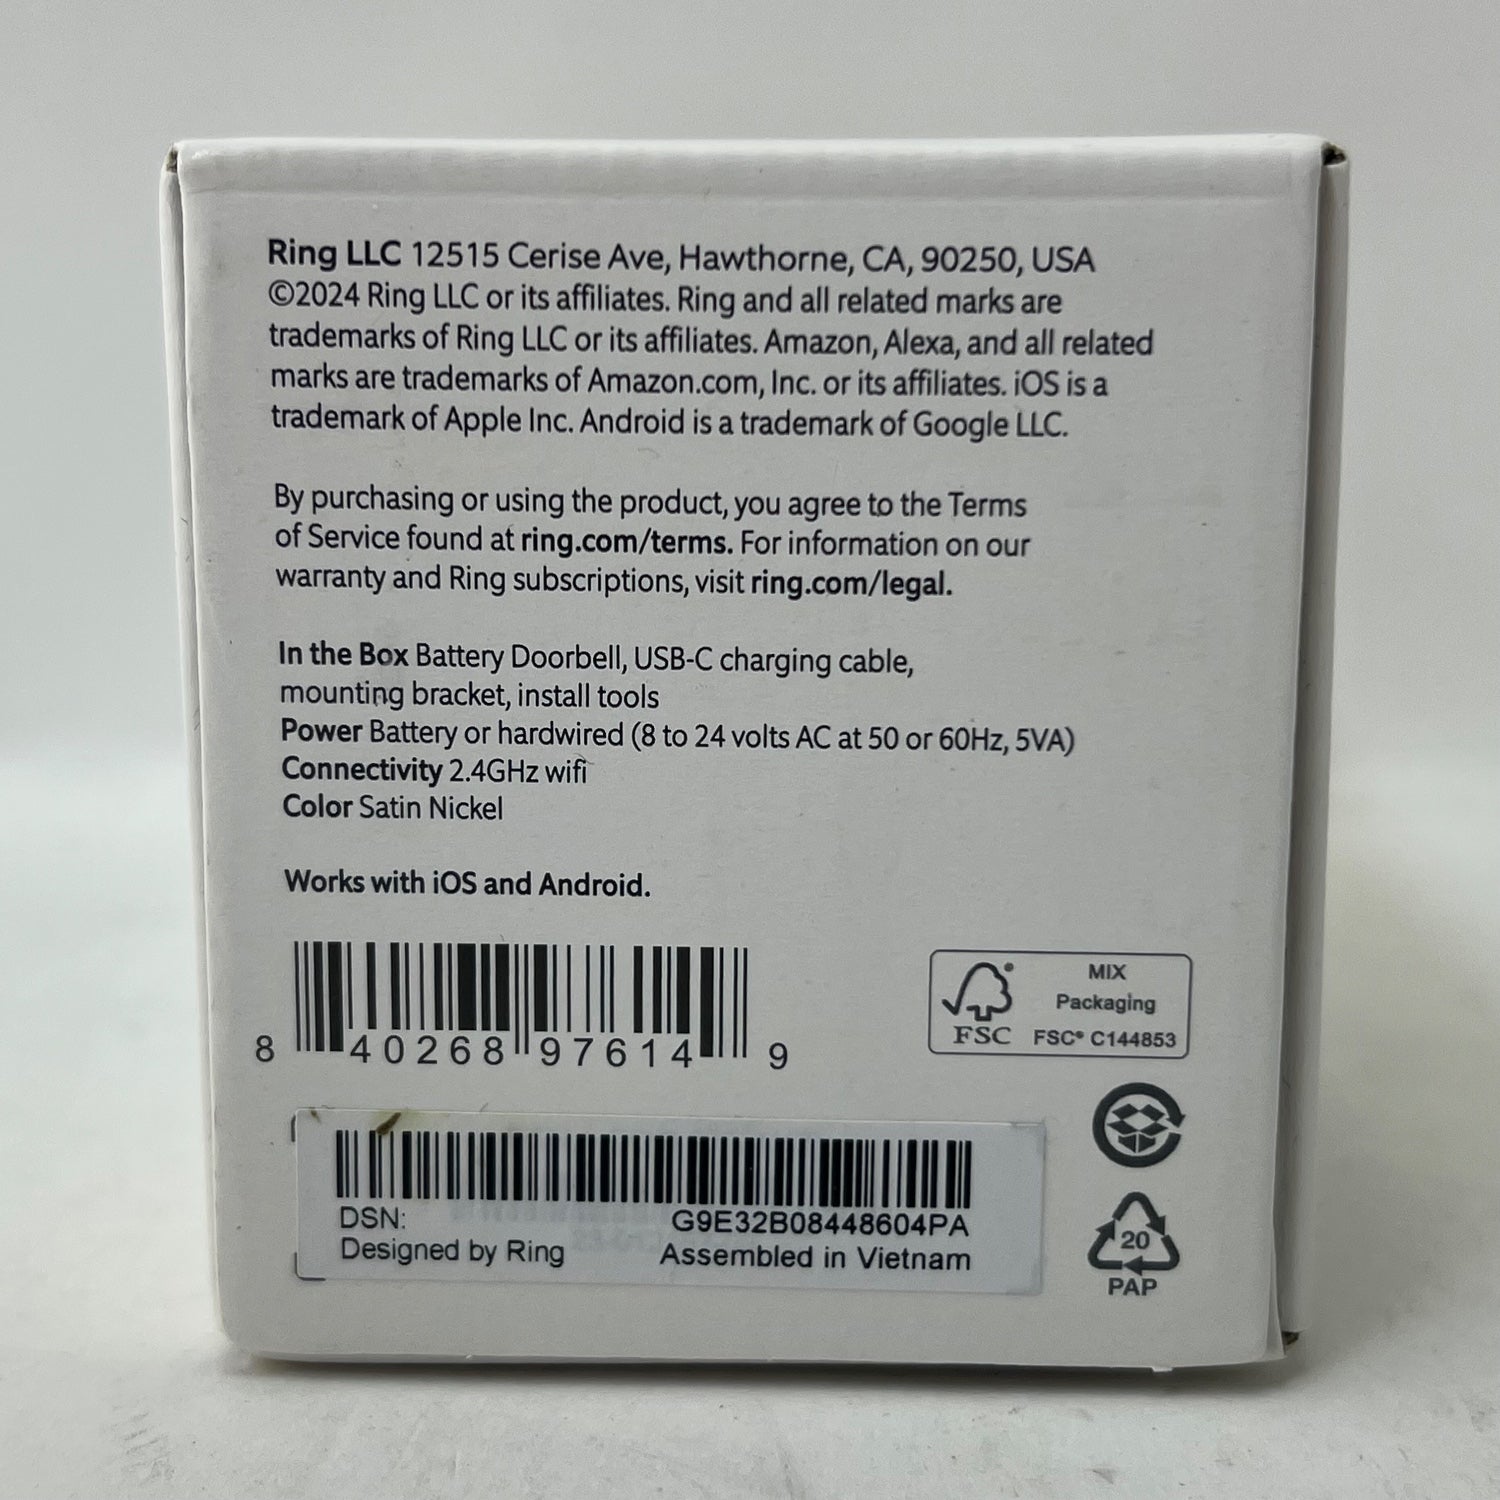 Ring LLC 12515 Cerise Ave, Hawthorne, CA, 90250, USA
©2024 Ring LLC or its affiliates. Ring and all related marks are
trademarks of Ring LLC or its affiliates. Amazon, Alexa, and all related
marks are trademarks of Amazon.com, Inc. or its affiliates. iOS is a
trademark of Apple Inc. Android is a trademark of Google LLC.
By purchasing or using the product, you agree to the Terms
of Service found at ring.com/terms. For information on our
warranty and Ring subscriptions, visit ring.com/legal.
In the Box Battery Doorbell, USB-C charging cable,
mounting bracket, install tools
Power Battery or hardwired (8 to 24 volts AC at 50 or 60Hz, 5VA)
Connectivity 2.4GHz wifi
Color Satin Nickel
Works with iOS and Android.
8 40268 97614 9
MIX
Packaging
FSC FSC® C144853
DSN: G9E32B08448604PA
Designed by Ring Assembled in Vietnam
20
PAP